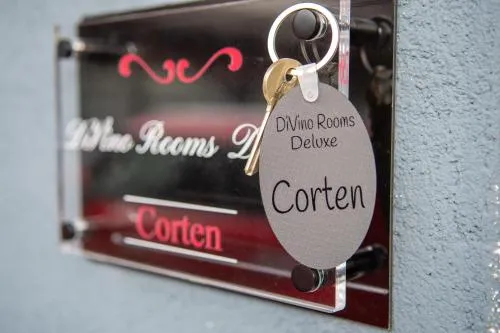 DiVino Rooms D
Corten
DiVino Rooms
Deluxe
Corten